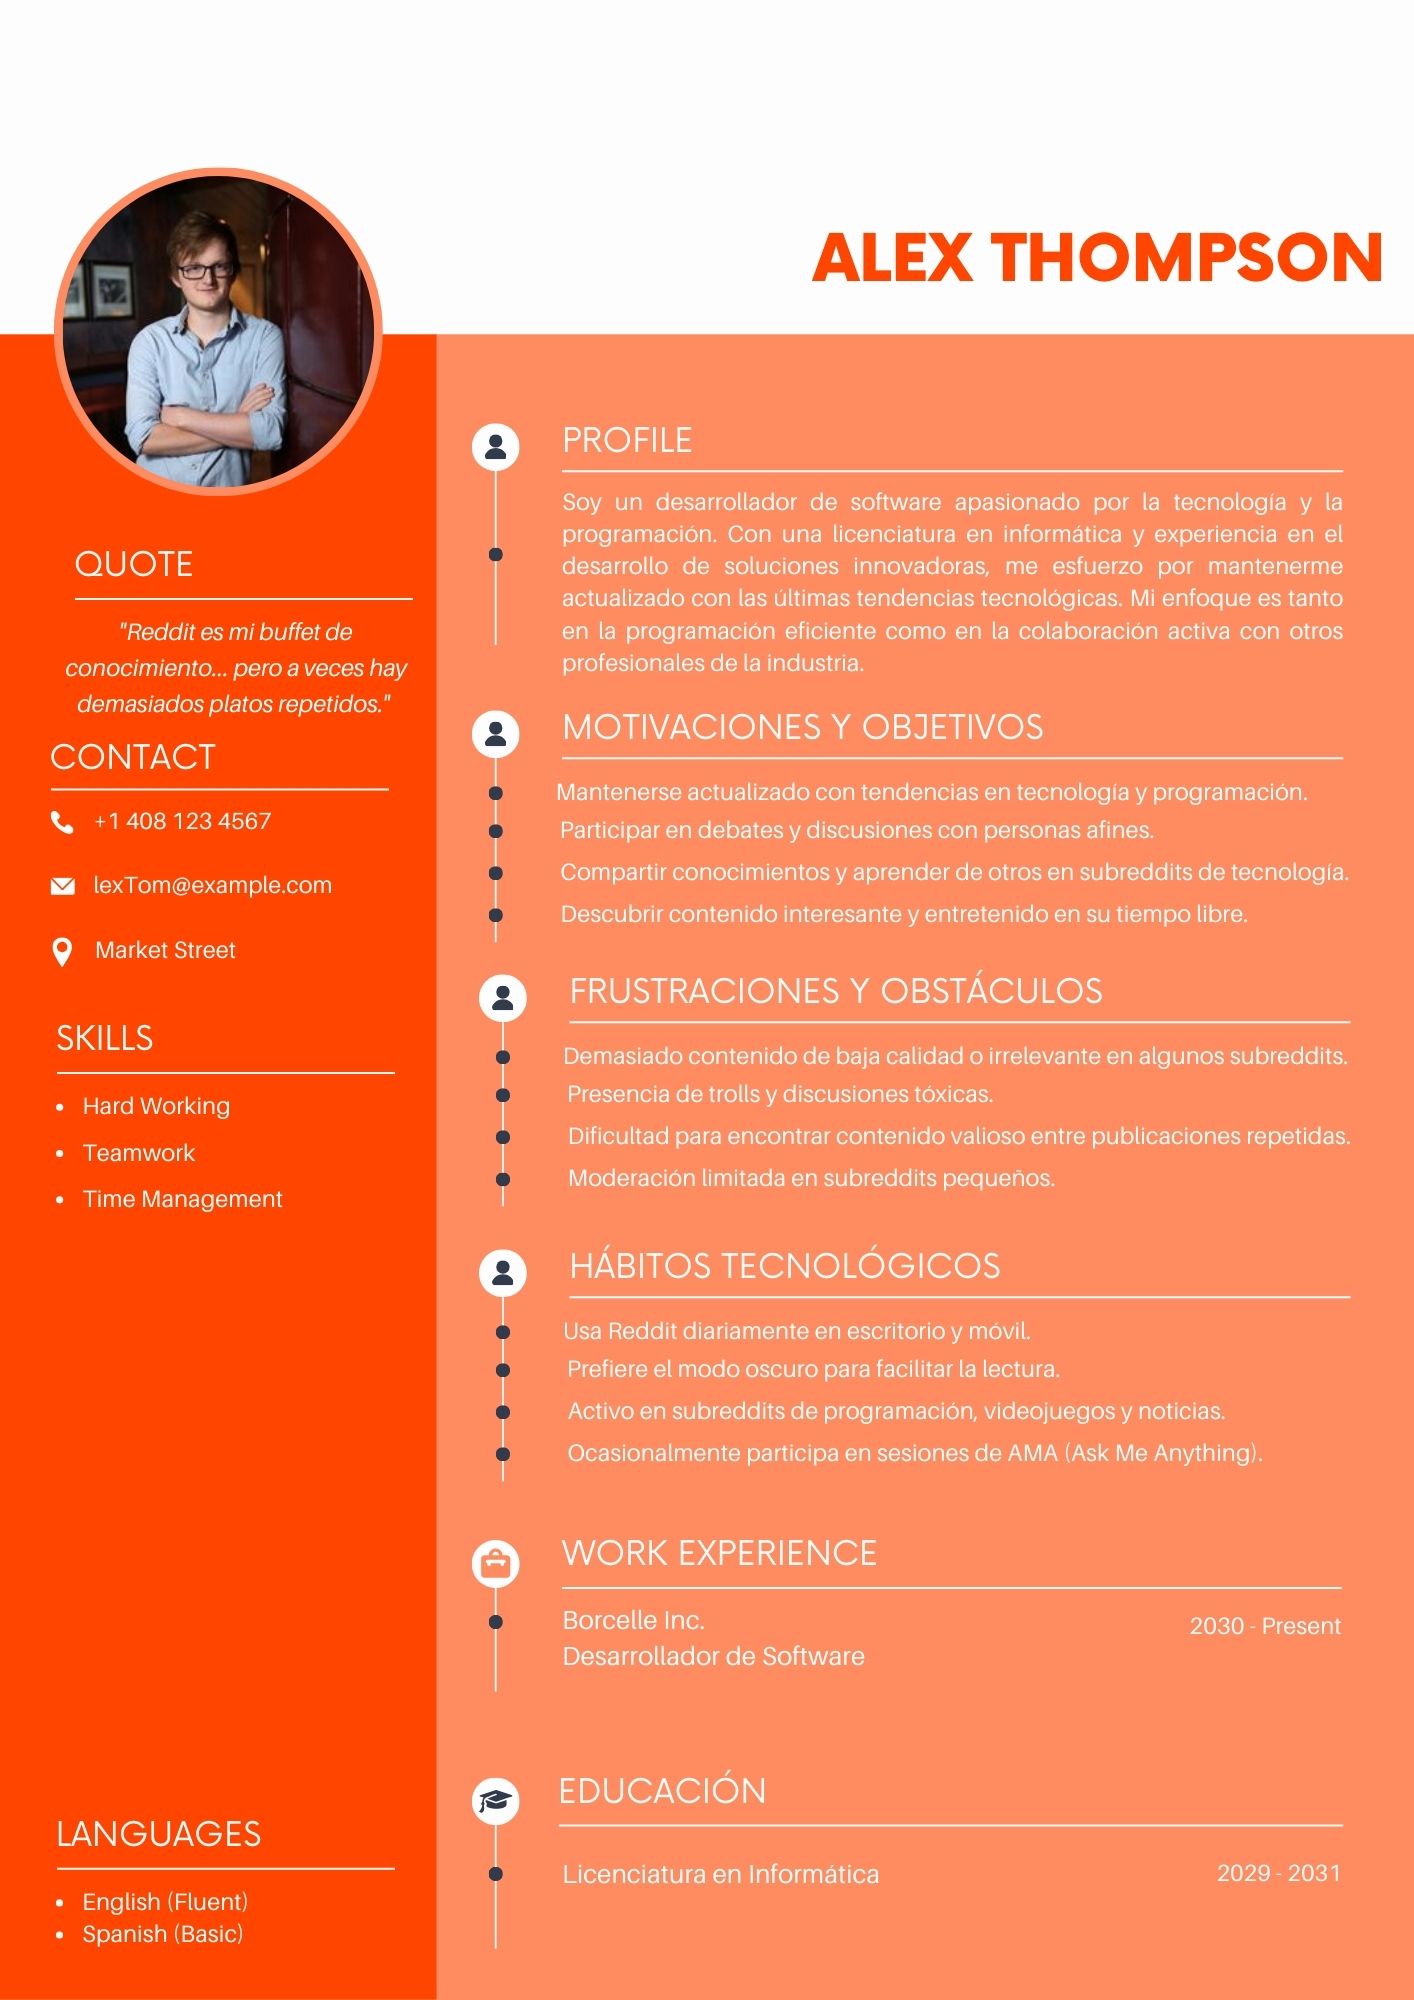 ALEX THOMPSON
QUOTE
"Reddit es mi buffet de
conocimiento... pero a veces hay
demasiados platos repetidos."
CONTACT
+1 408 123 4567
lexTom@example.com
Market Street
SKILLS
Hard Working
Teamwork
Time Management
LANGUAGES
English (Fluent)
Spanish (Basic)
PROFILE
Soy un desarrollador de software apasionado por la tecnología y la
programación. Con una licenciatura en informática y experiencia en el
desarrollo de soluciones innovadoras, me esfuerzo por mantenerme
actualizado con las últimas tendencias tecnológicas. Mi enfoque es tanto
en la programación eficiente como en la colaboración activa con otros
profesionales de la industria.
MOTIVACIONES Y OBJETIVOS
Mantenerse actualizado con tendencias en tecnología y programación.
Participar en debates y discusiones con personas afines.
Compartir conocimientos y aprender de otros en subreddits de tecnología.
Descubrir contenido interesante y entretenido en su tiempo libre.
FRUSTRACIONES Y OBSTÁCULOS
Demasiado contenido de baja calidad o irrelevante en algunos subreddits.
Presencia de trolls y discusiones tóxicas.
Dificultad para encontrar contenido valioso entre publicaciones repetidas.
Moderación limitada en subreddits pequeños.
HÁBITOS TECNOLÓGICOS
Usa Reddit diariamente en escritorio y móvil.
Prefiere el modo oscuro para facilitar la lectura.
Activo en subreddits de programación, videojuegos y noticias.
Ocasionalmente participa en sesiones de AMA (Ask Me Anything).
WORK EXPERIENCE
Borcelle Inc.
2030 - Present
Desarrollador de Software
EDUCACIÓN
Licenciatura en Informática
2029 - 2031